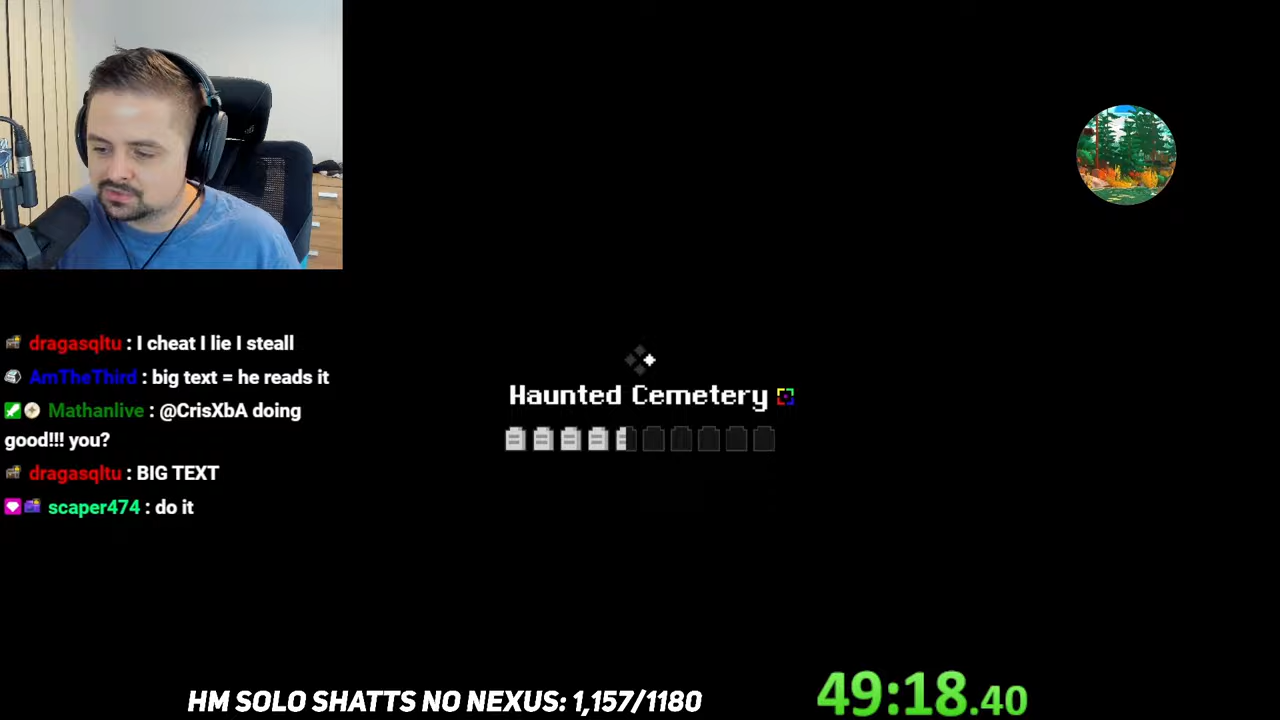 dragasqltu : I cheat I lie I steall
AmTheThird : big text = he reads it
Mathanlive : @CrisXbA doing
good!!! you?
dragasqltu : BIG TEXT
scaper474 : do it
Haunted Cemetery
HM SOLO SHATTS NO NEXUS: 1,157/1180
49:18.40